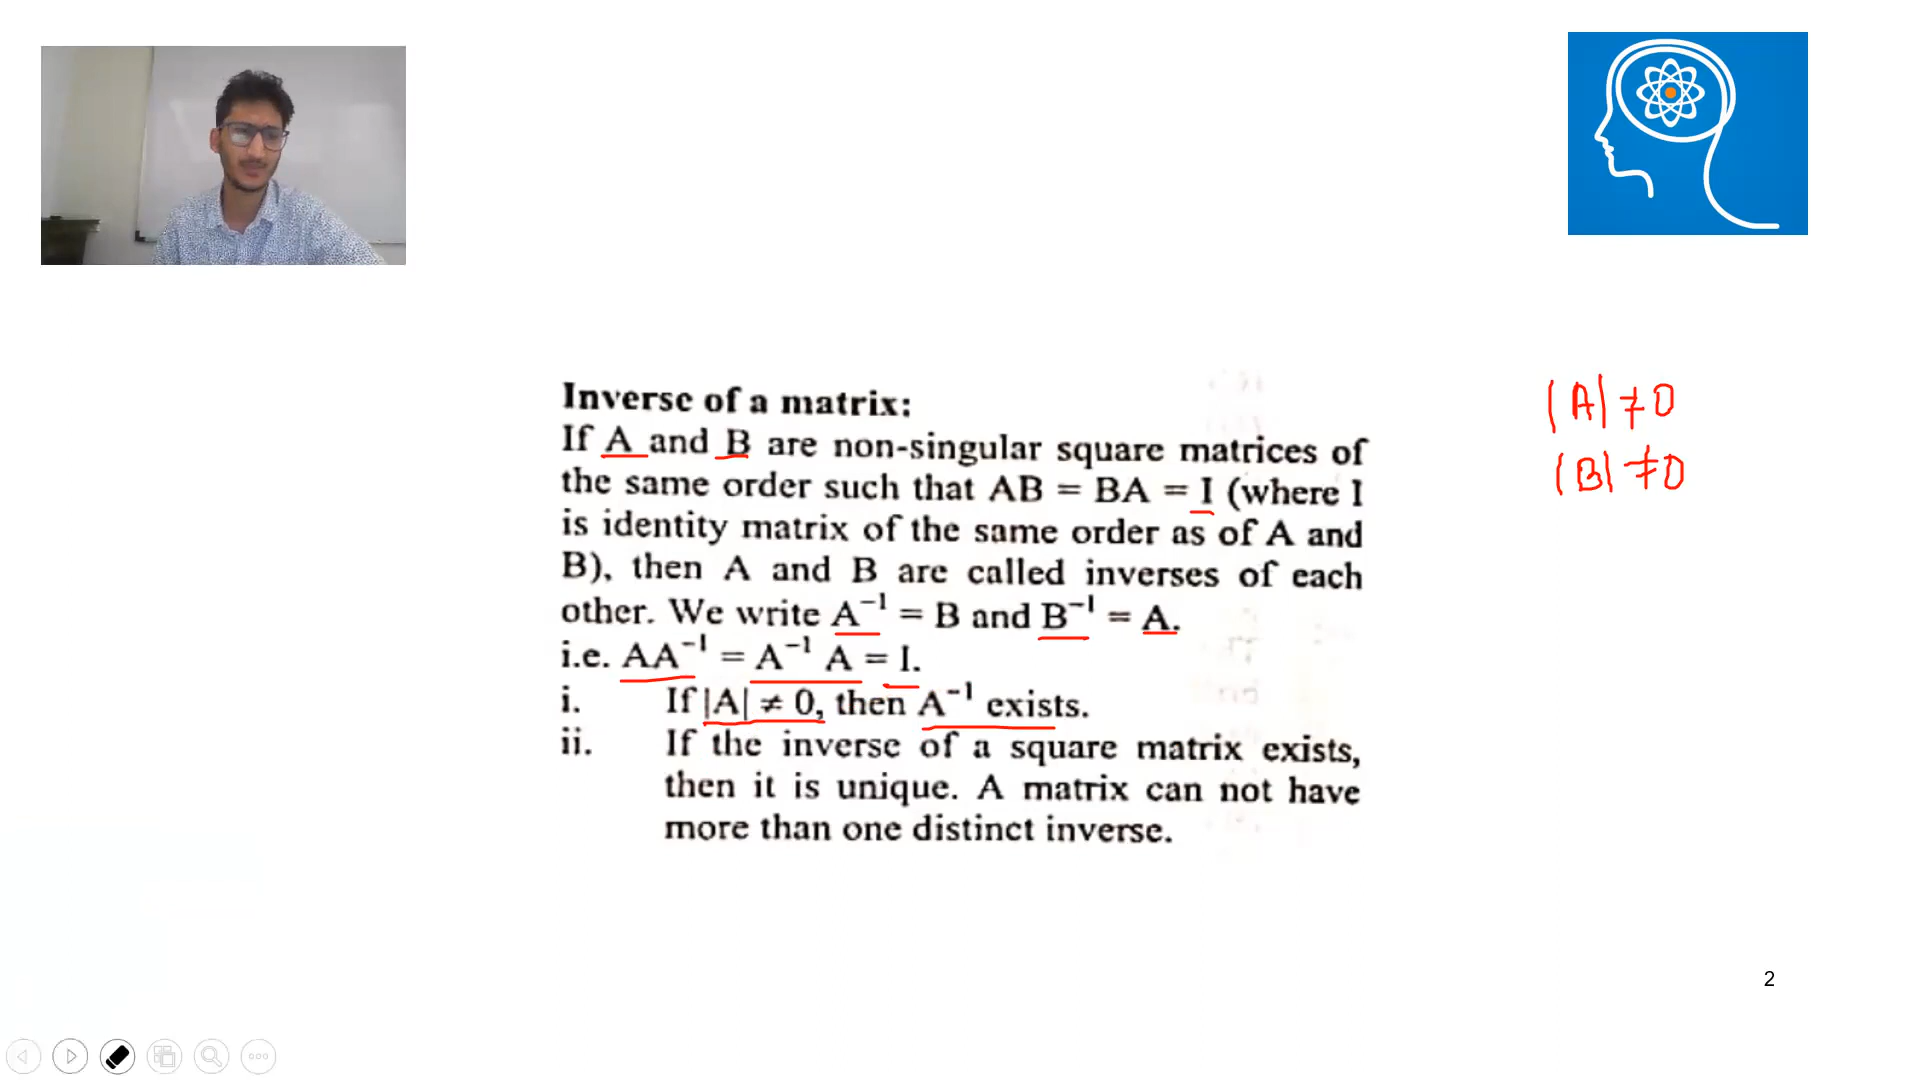 Inverse of a matrix:
If A and B are non-singular square matrices of
the same order such that AB = BA = I (where I
is identity matrix of the same order as of A and
B), then A and B are called inverses of each
other. We write A⁻¹ = B and B⁻¹ = A.
i.e. AA⁻¹ = A⁻¹ A = I.
i. If |A| ≠ 0, then A⁻¹ exists.
ii. If the inverse of a square matrix exists,
then it is unique. A matrix can not have
more than one distinct inverse.
|A| ≠ 0
|B| ≠ 0
2